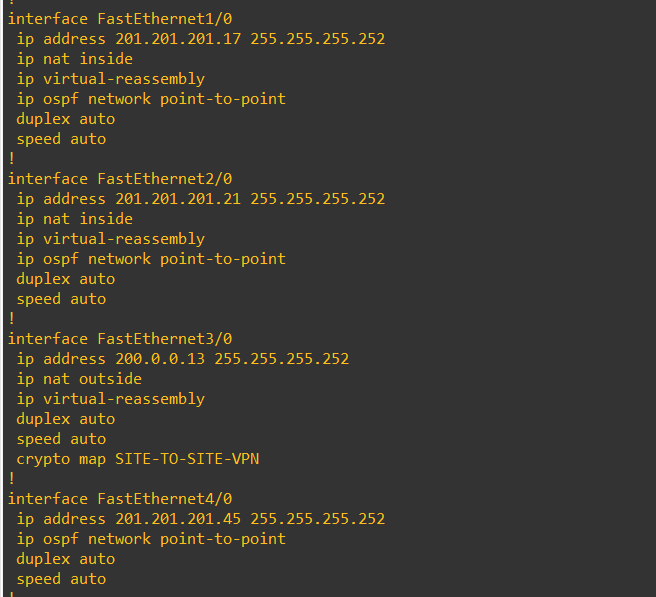 !
interface FastEthernet1/0
 ip address 201.201.201.17 255.255.255.252
 ip nat inside
 ip virtual-reassembly
 ip ospf network point-to-point
 duplex auto
 speed auto
!
interface FastEthernet2/0
 ip address 201.201.201.21 255.255.255.252
 ip nat inside
 ip virtual-reassembly
 ip ospf network point-to-point
 duplex auto
 speed auto
!
interface FastEthernet3/0
 ip address 200.0.0.13 255.255.255.252
 ip nat outside
 ip virtual-reassembly
 duplex auto
 speed auto
 crypto map SITE-TO-SITE-VPN
!
interface FastEthernet4/0
 ip address 201.201.201.45 255.255.255.252
 ip ospf network point-to-point
 duplex auto
 speed auto
!